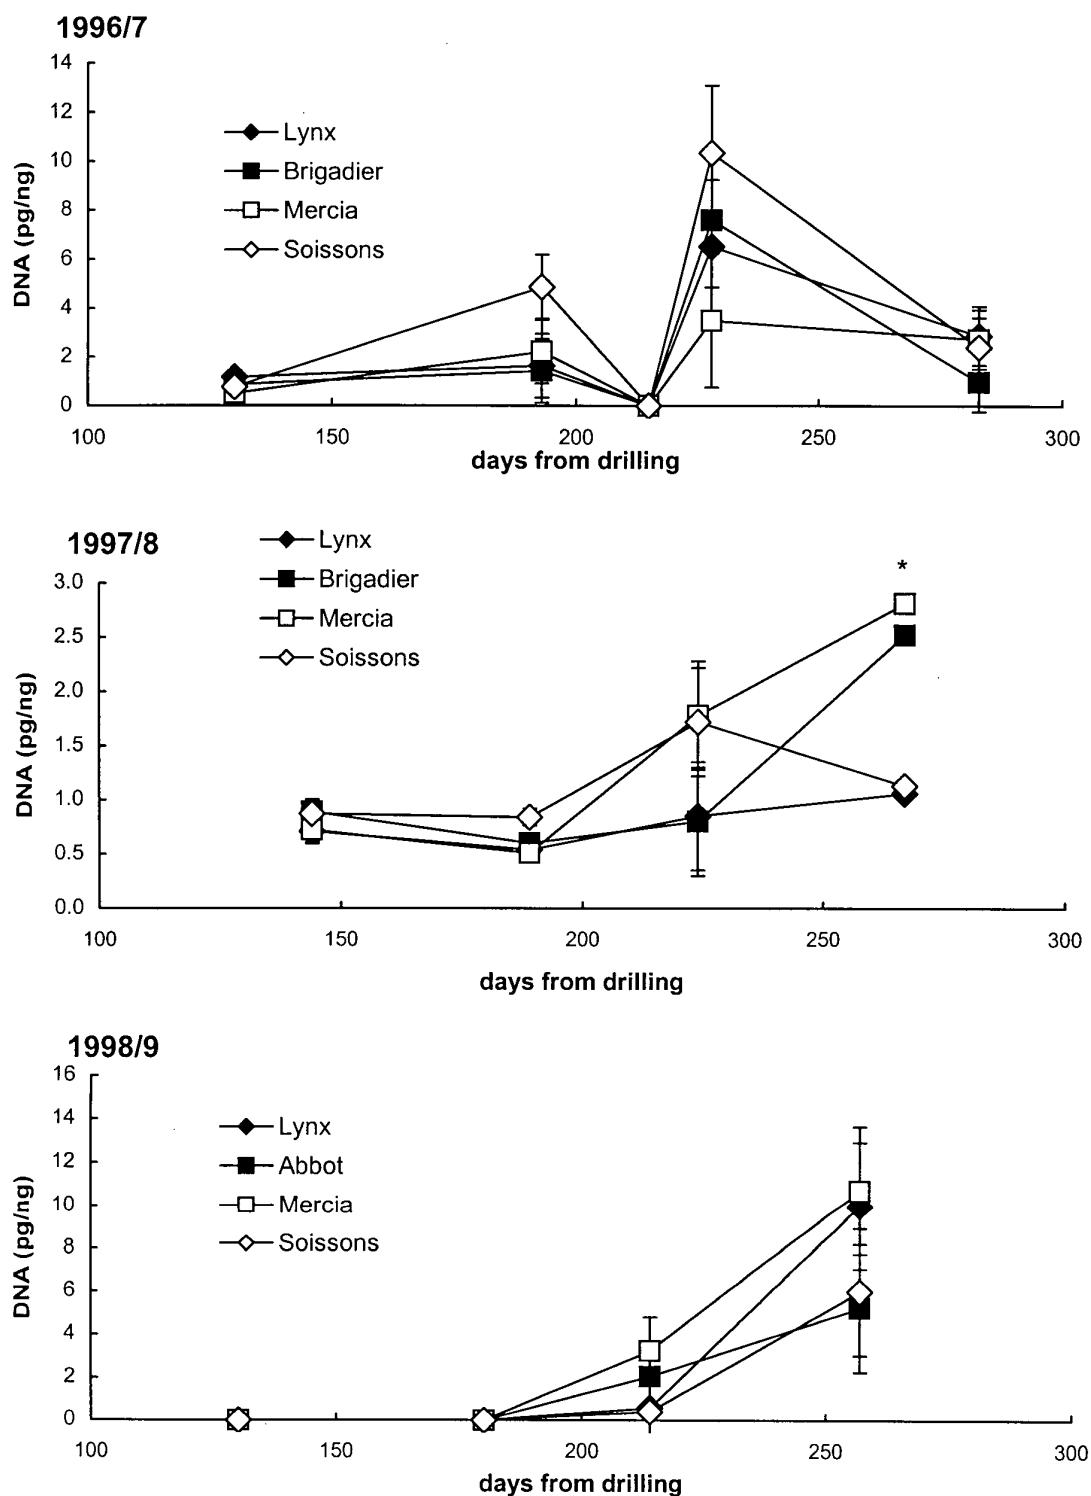 1996/7
14
12
10
8
6
4
2
0
DNA (pg/ng)
Lynx
Brigadier
Mercia
Soissons
100 150 200 250 300
days from drilling
1997/8
Lynx
Brigadier
Mercia
Soissons
*
3.0
2.5
2.0
1.5
1.0
0.5
0.0
DNA (pg/ng)
100 150 200 250 300
days from drilling
1998/9
16
14
12
10
8
6
4
2
0
DNA (pg/ng)
Lynx
Abbot
Mercia
Soissons
100 150 200 250 300
days from drilling